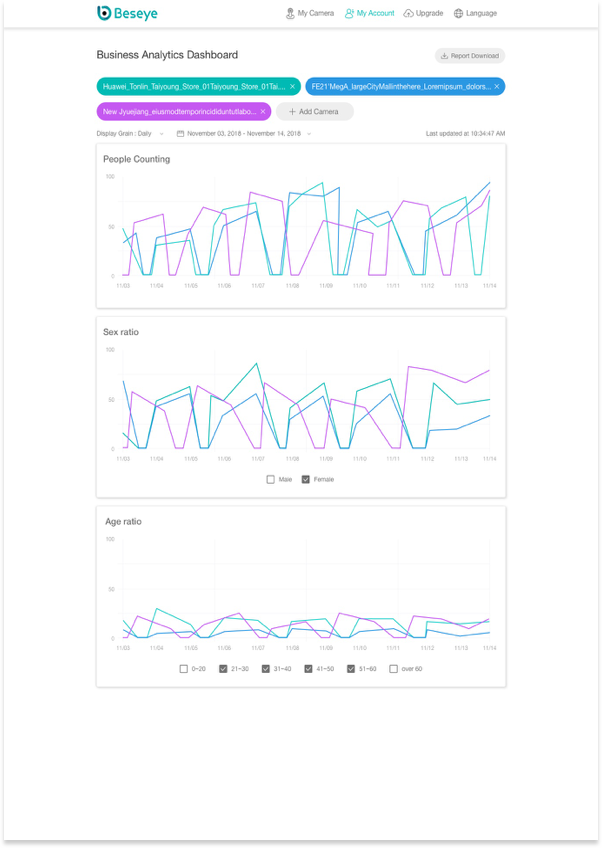 Beseye
My Camera
My Account
Upgrade
Language
Business Analytics Dashboard
Report Download
Huawei_Tonlin_Taiyoung_Store_01Taiyoung_Store_01Tai.... ×
FE21'MegA_largeCityMallinthehere_Loremipsum_dolors... ×
New Jyuejiang_eiusmodtemporincididuntutlabo... ×
+ Add Camera
Display Grain : Daily
November 03, 2018 - November 14, 2018
Last updated at 10:34:47 AM
People Counting
100
50
0
11/03 11/04 11/05 11/06 11/07 11/08 11/09 11/10 11/11 11/12 11/13 11/14
Sex ratio
100
50
0
11/03 11/04 11/05 11/06 11/07 11/08 11/09 11/10 11/11 11/12 11/13 11/14
Male Female
Age ratio
100
50
0
11/03 11/04 11/05 11/06 11/07 11/08 11/09 11/10 11/11 11/12 11/13 11/14
0~20 21~30 31~40 41~50 51~60 over 60